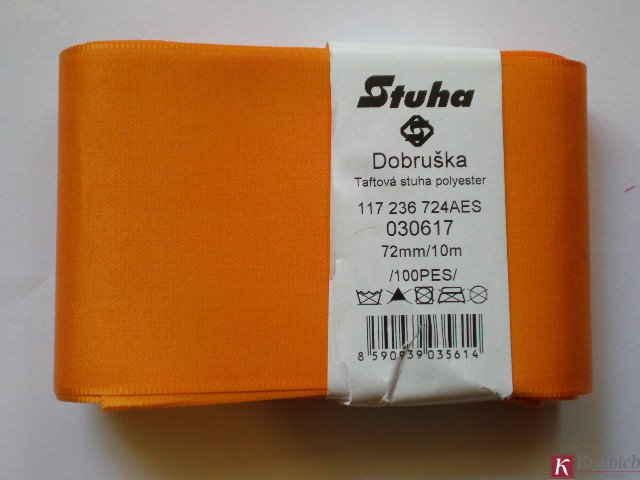 Stuha
Dobruška
Taftová stuha polyester
117 236 724AES
030617
72mm/10m
/100PES/
8 590939 035614
K